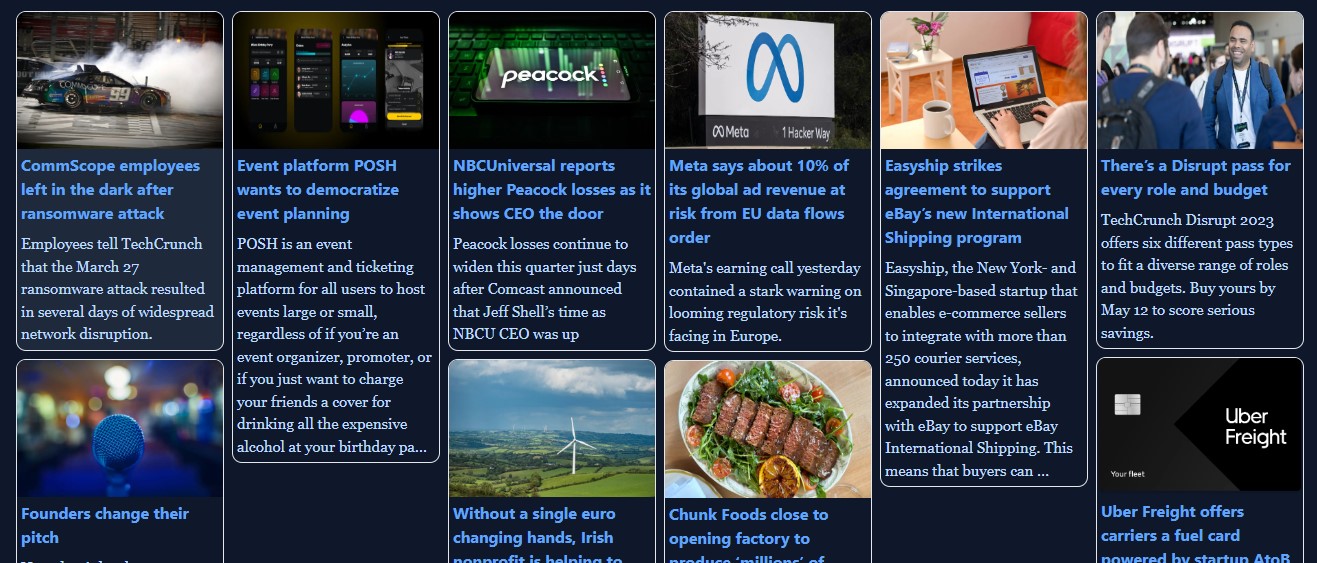 COMMSCOPE
99
peacock
Meta
1 Hacker Way
CommScope employees
left in the dark after
ransomware attack
Employees tell TechCrunch
that the March 27
ransomware attack resulted
in several days of widespread
network disruption.
Event platform POSH
wants to democratize
event planning
POSH is an event
management and ticketing
platform for all users to host
events large or small,
regardless of if you’re an
event organizer, promoter, or
if you just want to charge
your friends a cover for
drinking all the expensive
alcohol at your birthday pa...
NBCUniversal reports
higher Peacock losses as it
shows CEO the door
Peacock losses continue to
widen this quarter just days
after Comcast announced
that Jeff Shell’s time as
NBCU CEO was up
Meta says about 10% of
its global ad revenue at
risk from EU data flows
order
Meta's earning call yesterday
contained a stark warning on
looming regulatory risk it's
facing in Europe.
Easyship strikes
agreement to support
eBay’s new International
Shipping program
Easyship, the New York- and
Singapore-based startup that
enables e-commerce sellers
to integrate with more than
250 courier services,
announced today it has
expanded its partnership
with eBay to support eBay
International Shipping. This
means that buyers can ...
There’s a Disrupt pass for
every role and budget
TechCrunch Disrupt 2023
offers six different pass types
to fit a diverse range of roles
and budgets. Buy yours by
May 12 to score serious
savings.
Founders change their
pitch
Without a single euro
changing hands, Irish
nonprofit is helping to
Chunk Foods close to
opening factory to
produce ‘millions’ of
Uber
Freight
Your fleet
Uber Freight offers
carriers a fuel card
powered by startup AtoB